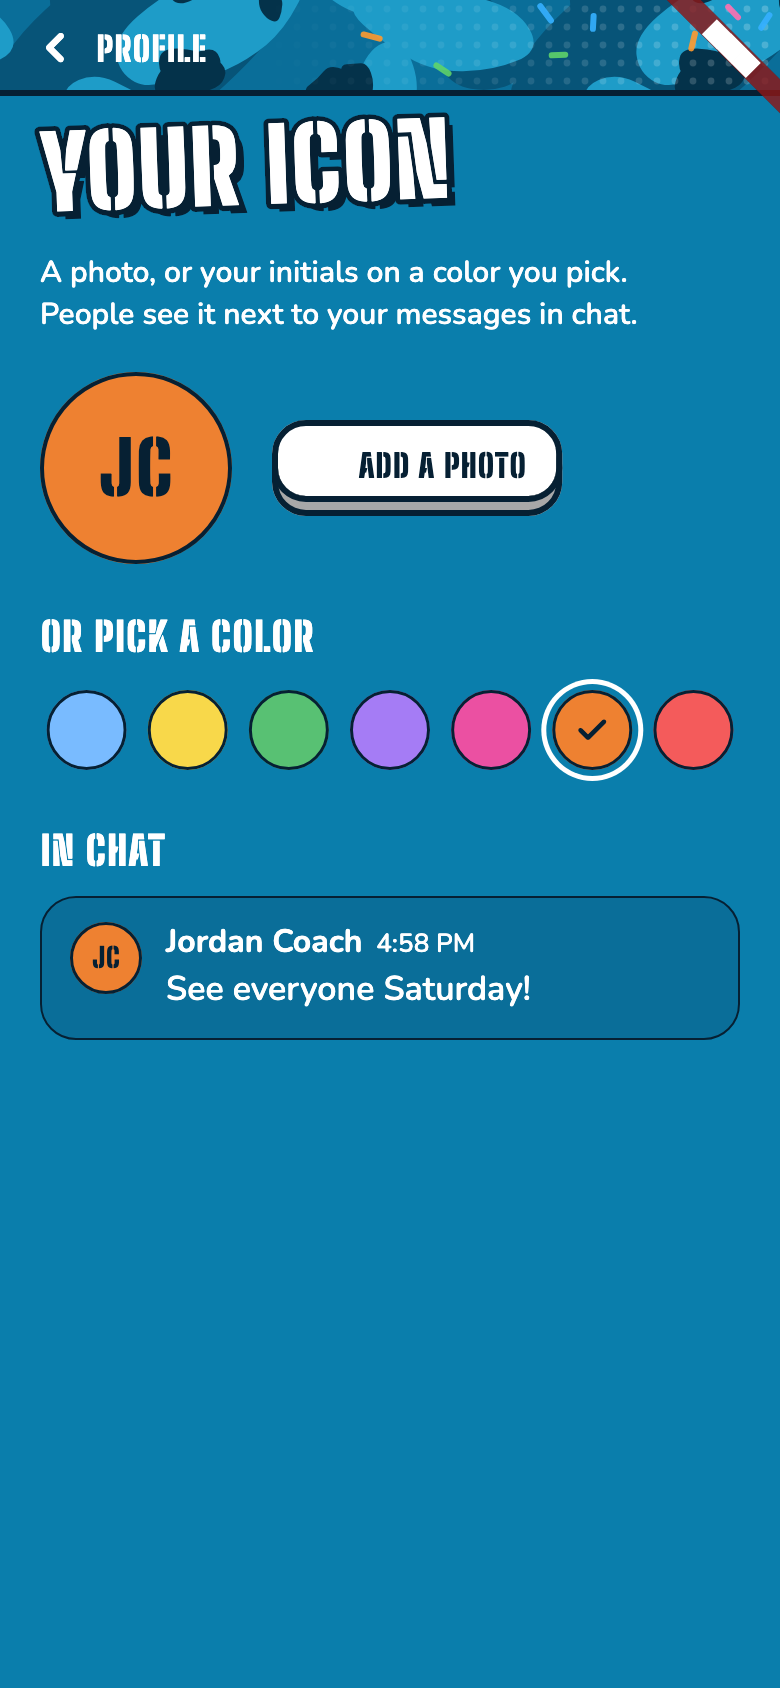 PROFILE
YOUR ICON
A photo, or your initials on a color you pick.
People see it next to your messages in chat.
JC
ADD A PHOTO
OR PICK A COLOR
IN CHAT
JC
Jordan Coach 4:58 PM
See everyone Saturday!